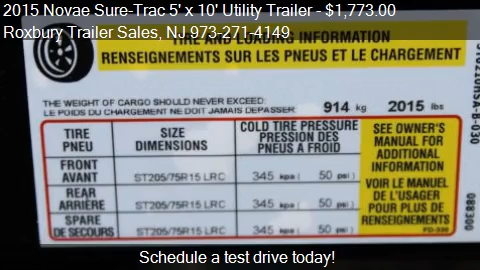 2015 Novae Sure-Trac 5' x 10' Utility Trailer - $1,773.00
Roxbury Trailer Sales, NJ 973-271-4149
TIRE AND LOADING INFORMATION
RENSEIGNEMENTS SUR LES PNEUS ET LE CHARGEMENT
THE WEIGHT OF CARGO SHOULD NEVER EXCEED
LE POIDS DU CHARGEMENT NE DOIT JAMAIS DEPASSER
914 kg 2015 lbs
TIRE
PNEU
SIZE
DIMENSIONS
COLD TIRE PRESSURE
PRESSION DES
PNEUS A FROID
FRONT
AVANT
ST205/75R15 LRC
345 kpa ( 50 psi )
REAR
ARRIÈRE
ST205/75R15 LRC
345 kpa ( 50 psi )
SPARE
DE SECOURS
ST205/75R15 LRC
345 kpa ( 50 psi )
SEE OWNER'S
MANUAL FOR
ADDITIONAL
INFORMATION
VOIR LE MANUEL
DE L'USAGER
POUR PLUS DE
RENSEIGNEMENTS
FD-330
088300
Schedule a test drive today!